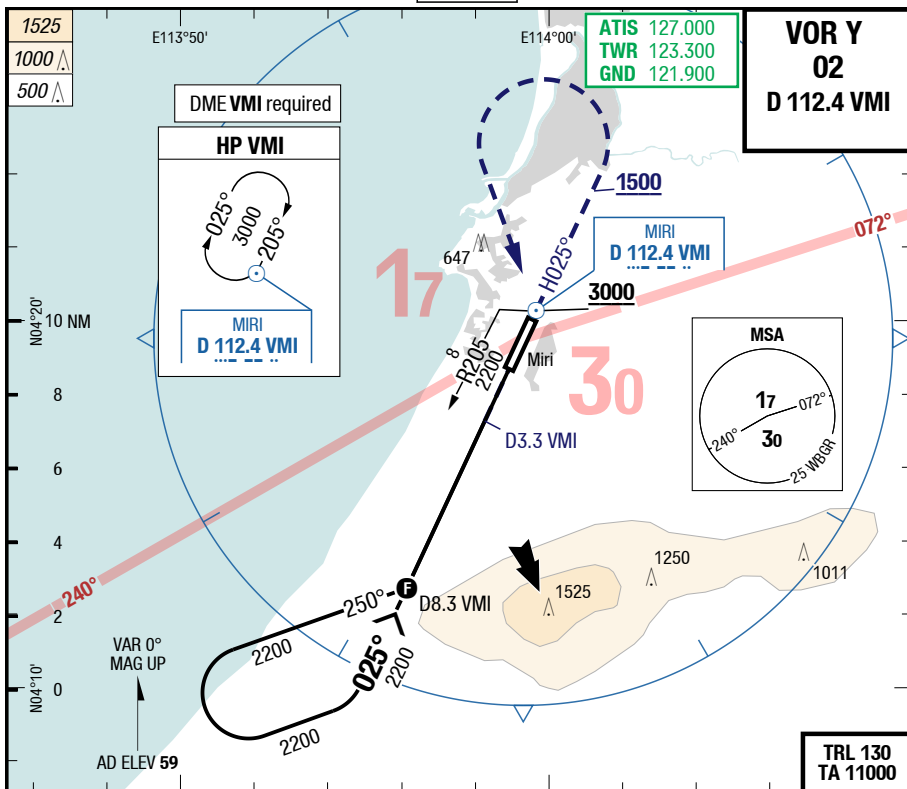 1525
1000
500
E113°50'
E114°00'
ATIS 127.000
TWR 123.300
GND 121.900
VOR Y
02
D 112.4 VMI
DME VMI required
HP VMI
025°
3000
205°
MIRI
D 112.4 VMI
1500
MIRI
D 112.4 VMI
072°
647
17
H025°
3000
N04°20'
10 NM
8
6
4
2
0
N04°10'
8
R205
2200
Miri
30
MSA
17
072°
240°
30
25 WBGR
D3.3 VMI
240°
1525
1250
1011
F
D8.3 VMI
250°
2200
025°
2200
2200
VAR 0°
MAG UP
AD ELEV 59
TRL 130
TA 11000